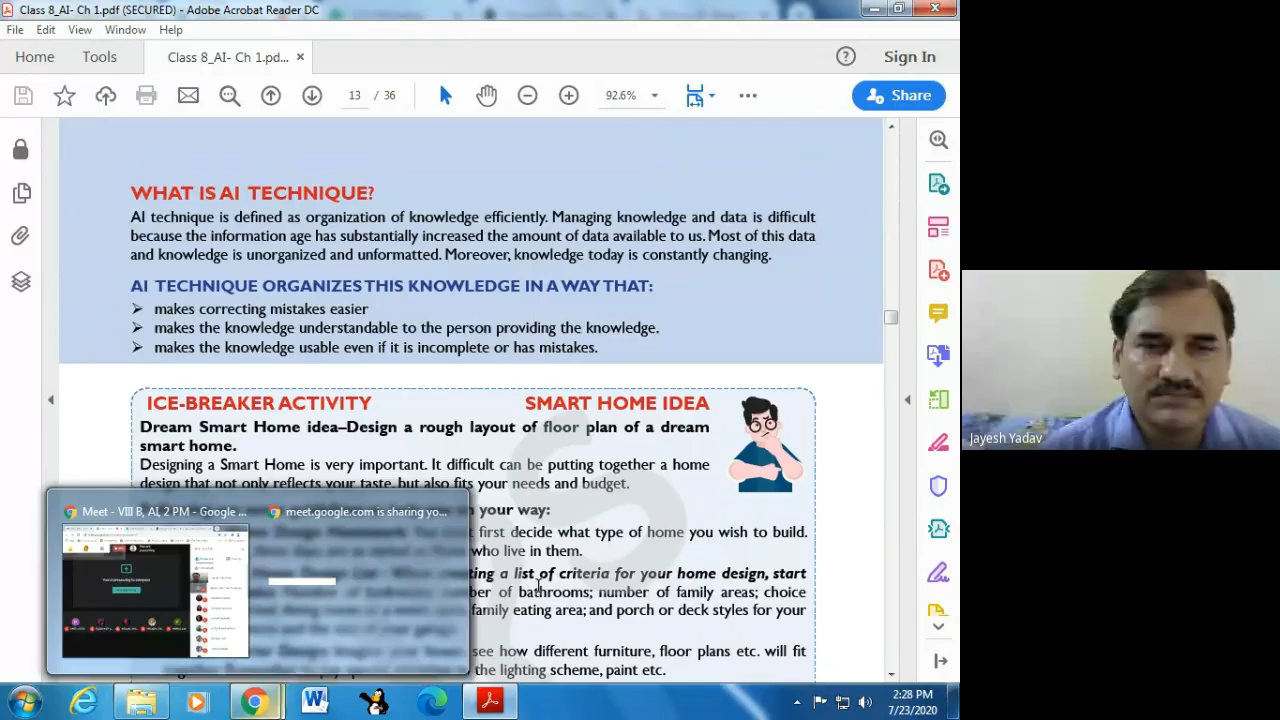 Class 8_AI- Ch 1.pdf (SECURED) - Adobe Acrobat Reader DC
File Edit View Window Help
Home Tools Class 8_AI- Ch 1.pd... × Sign In
13 / 36 92.6% Share
WHAT IS AI TECHNIQUE?
AI technique is defined as organization of knowledge efficiently. Managing knowledge and data is difficult
because the information age has substantially increased the amount of data available to us. Most of this data
and knowledge is unorganized and unformatted. Moreover, knowledge today is constantly changing.
AI TECHNIQUE ORGANIZES THIS KNOWLEDGE IN A WAY THAT:
➢ makes correcting mistakes easier
➢ makes the knowledge understandable to the person providing the knowledge.
➢ makes the knowledge usable even if it is incomplete or has mistakes.
ICE-BREAKER ACTIVITY SMART HOME IDEA
Dream Smart Home idea–Design a rough layout of floor plan of a dream
smart home.
Designing a Smart Home is very important. It difficult can be putting together a home
design that not only reflects your taste, but also fits your needs and budget.
Jayesh Yadav
Meet - VIII B, AI, 2 PM - Google ... meet.google.com is sharing yo...
on your way:
first decide what type of home you wish to build.
who live in them.
a list of criteria for your home design, start
of bathrooms; number of family areas; choice
family eating area; and porch or deck styles for your
see how different furniture, floor plans etc. will fit
the lighting scheme, paint etc.
2:28 PM
7/23/2020